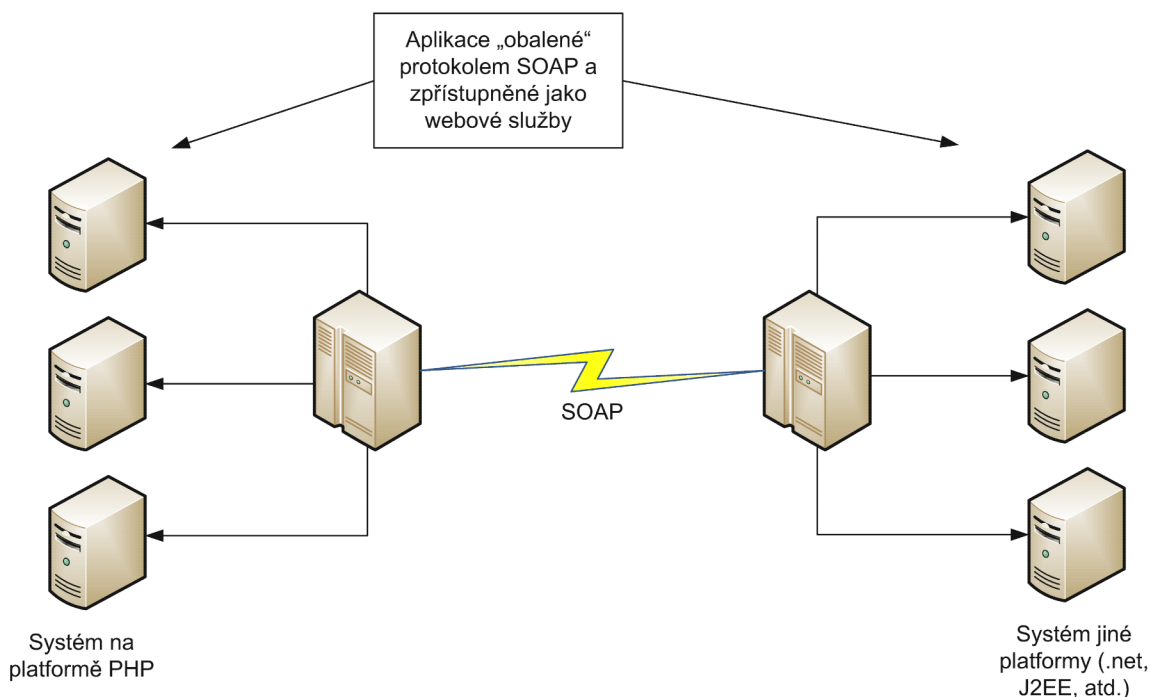 Aplikace „obalené“
protokolem SOAP a
zpřístupněné jako
webové služby
SOAP
Systém na
platformě PHP
Systém jiné
platformy (.net,
J2EE, atd.)